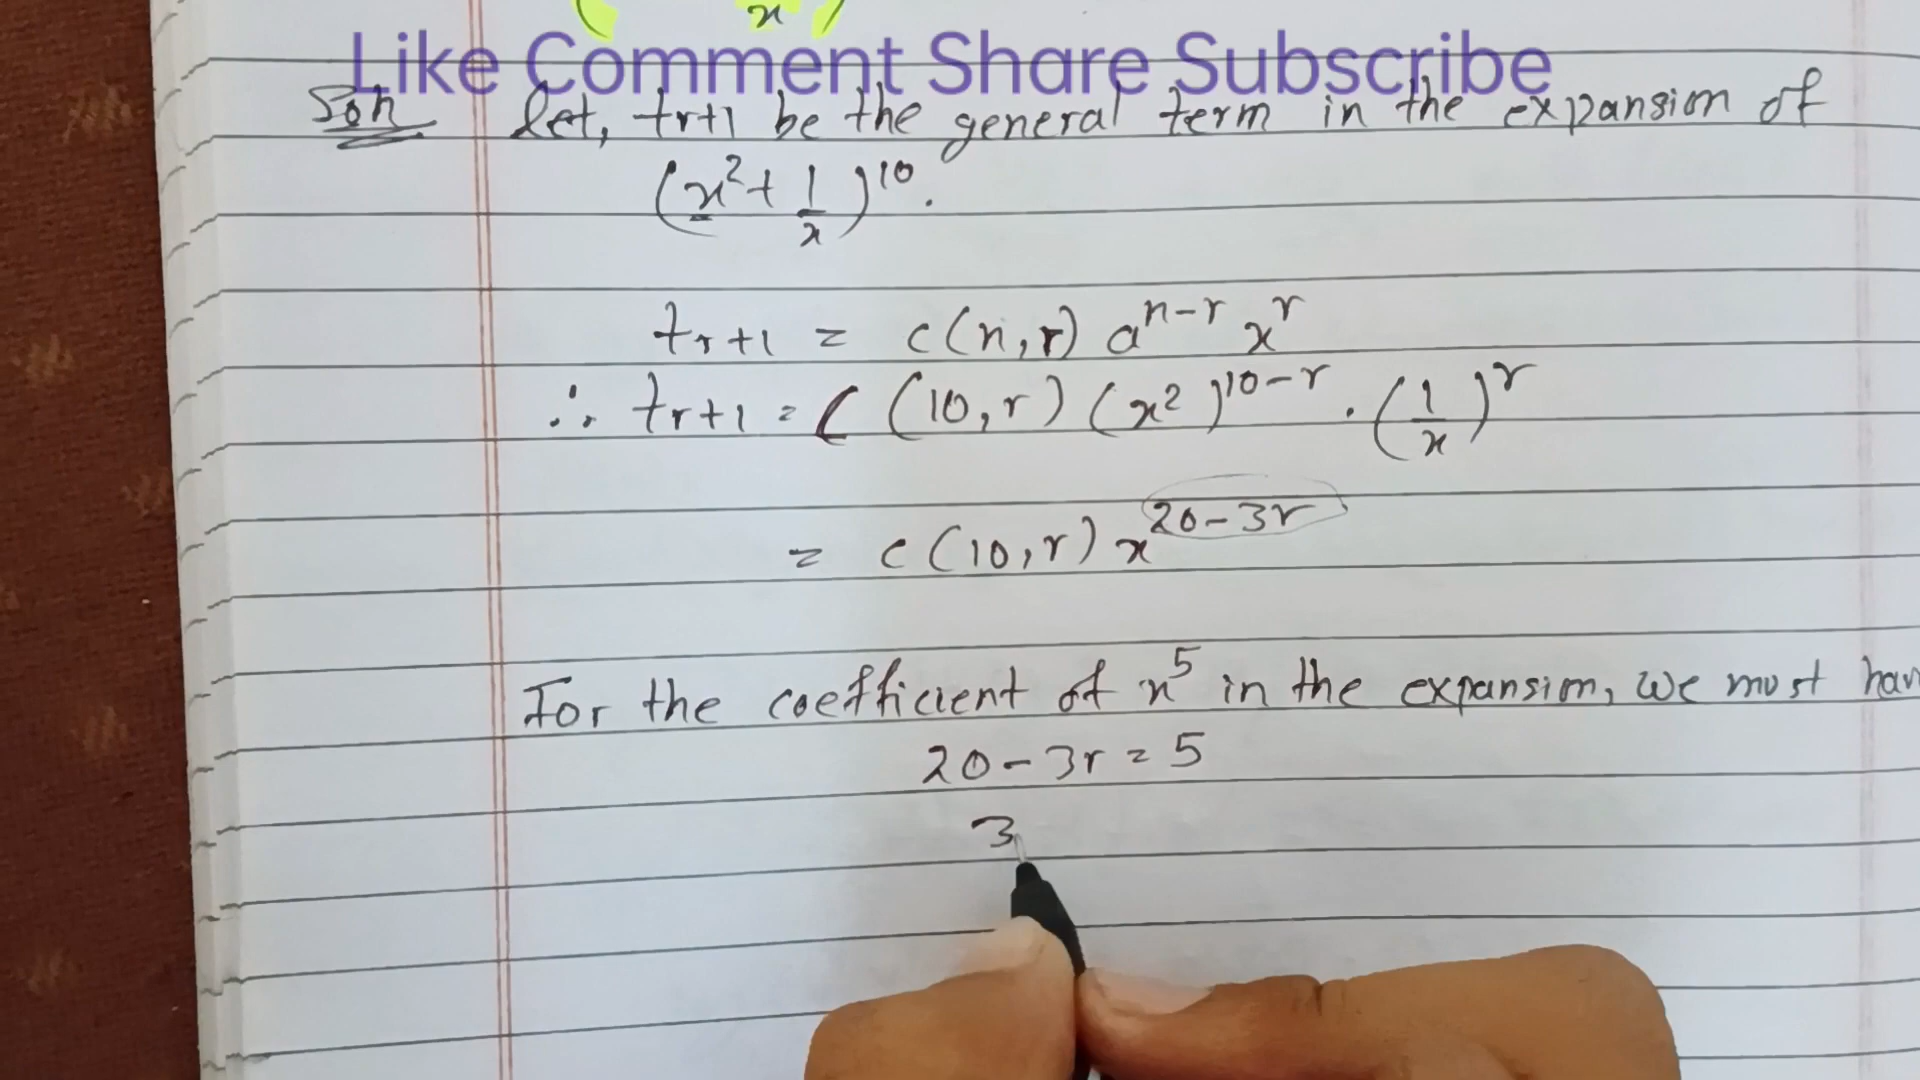 x
Like Comment Share Subscribe
Soln let, tr+1 be the general term in the expansion of
(x²+ 1/x)¹⁰.
tr+1 = c(n,r) aⁿ⁻ʳ xʳ
∴ tr+1 = C (10,r) (x²)¹⁰⁻ʳ . (1/x)ʳ
= c(10,r) x²⁰⁻³ʳ
For the coefficient of x⁵ in the expansion, we must hav
20-3r = 5
3